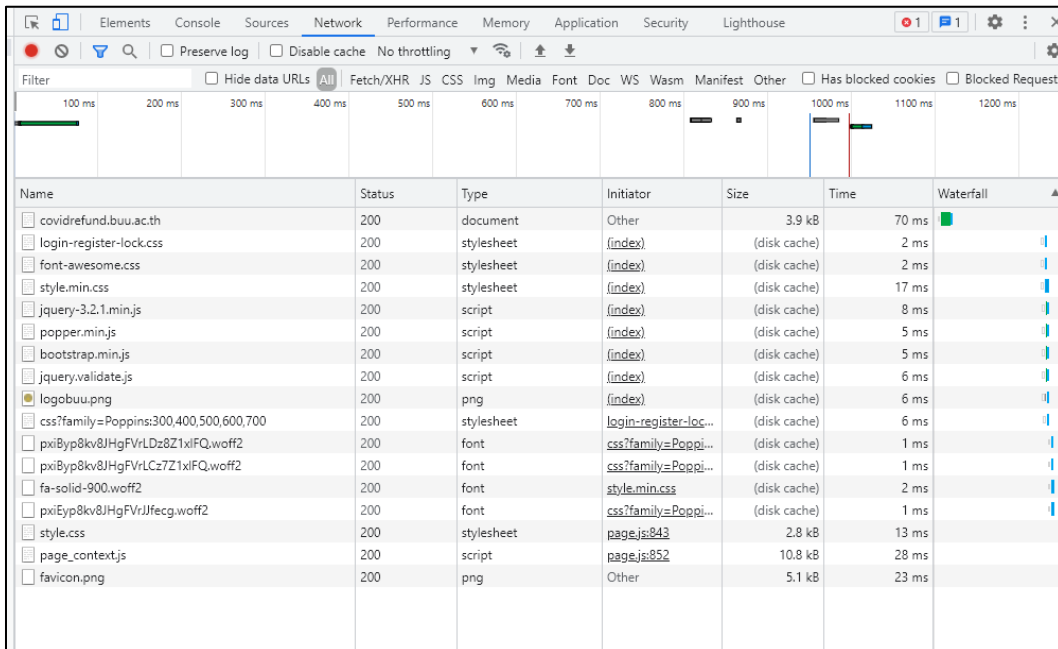 Elements Console Sources Network Performance Memory Application Security Lighthouse 1 1
Preserve log Disable cache No throttling
Filter Hide data URLs All Fetch/XHR JS CSS Img Media Font Doc WS Wasm Manifest Other Has blocked cookies Blocked Request
100 ms 200 ms 300 ms 400 ms 500 ms 600 ms 700 ms 800 ms 900 ms 1000 ms 1100 ms 1200 ms
Name Status Type Initiator Size Time Waterfall
covidrefund.buu.ac.th 200 document Other 3.9 kB 70 ms
login-register-lock.css 200 stylesheet (index) (disk cache) 2 ms
font-awesome.css 200 stylesheet (index) (disk cache) 2 ms
style.min.css 200 stylesheet (index) (disk cache) 17 ms
jquery-3.2.1.min.js 200 script (index) (disk cache) 8 ms
popper.min.js 200 script (index) (disk cache) 5 ms
bootstrap.min.js 200 script (index) (disk cache) 5 ms
jquery.validate.js 200 script (index) (disk cache) 6 ms
logobuu.png 200 png (index) (disk cache) 6 ms
css?family=Poppins:300,400,500,600,700 200 stylesheet login-register-loc... (disk cache) 6 ms
pxiByp8kv8JHgFVrLDz8Z1xlFQ.woff2 200 font css?family=Poppi... (disk cache) 1 ms
pxiByp8kv8JHgFVrLCz7Z1xlFQ.woff2 200 font css?family=Poppi... (disk cache) 1 ms
fa-solid-900.woff2 200 font style.min.css (disk cache) 2 ms
pxiEyp8kv8JHgFVrJJfecg.woff2 200 font css?family=Poppi... (disk cache) 1 ms
style.css 200 stylesheet page.js:843 2.8 kB 13 ms
page_context.js 200 script page.js:852 10.8 kB 28 ms
favicon.png 200 png Other 5.1 kB 23 ms